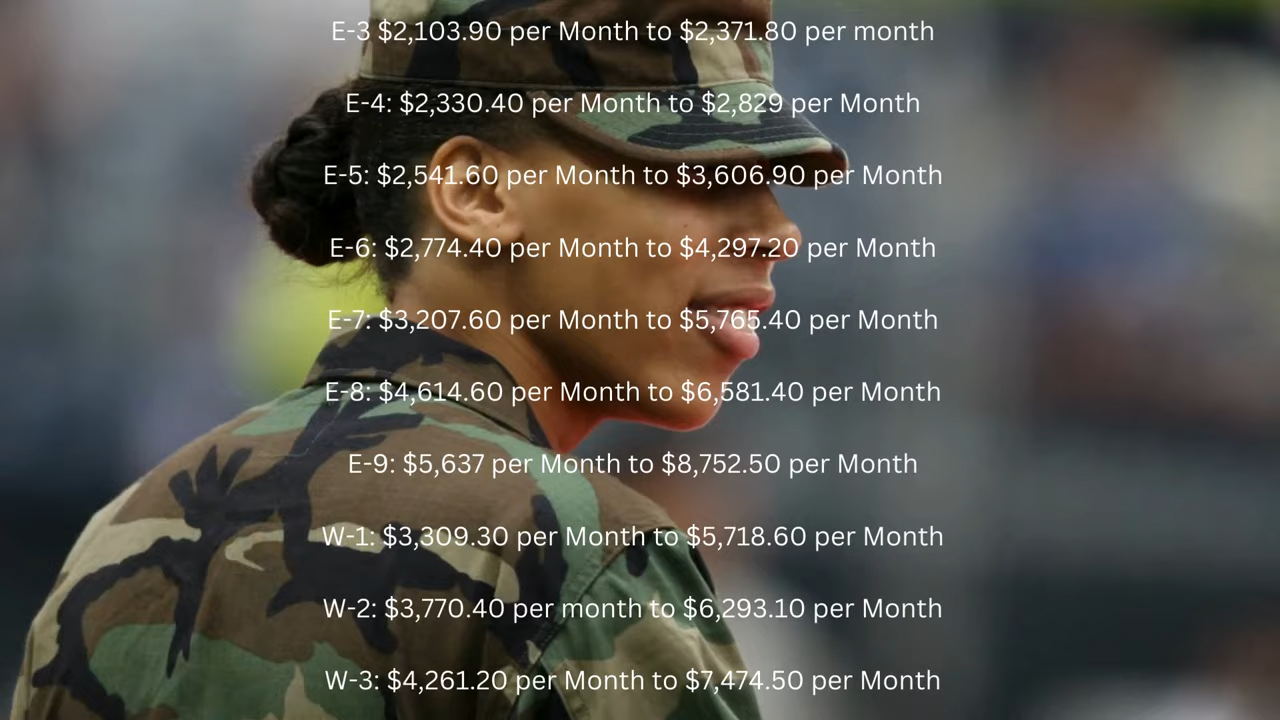 E-3 $2,103.90 per Month to $2,371.80 per month
E-4: $2,330.40 per Month to $2,829 per Month
E-5: $2,541.60 per Month to $3,606.90 per Month
E-6: $2,774.40 per Month to $4,297.20 per Month
E-7: $3,207.60 per Month to $5,765.40 per Month
E-8: $4,614.60 per Month to $6,581.40 per Month
E-9: $5,637 per Month to $8,752.50 per Month
W-1: $3,309.30 per Month to $5,718.60 per Month
W-2: $3,770.40 per month to $6,293.10 per Month
W-3: $4,261.20 per Month to $7,474.50 per Month